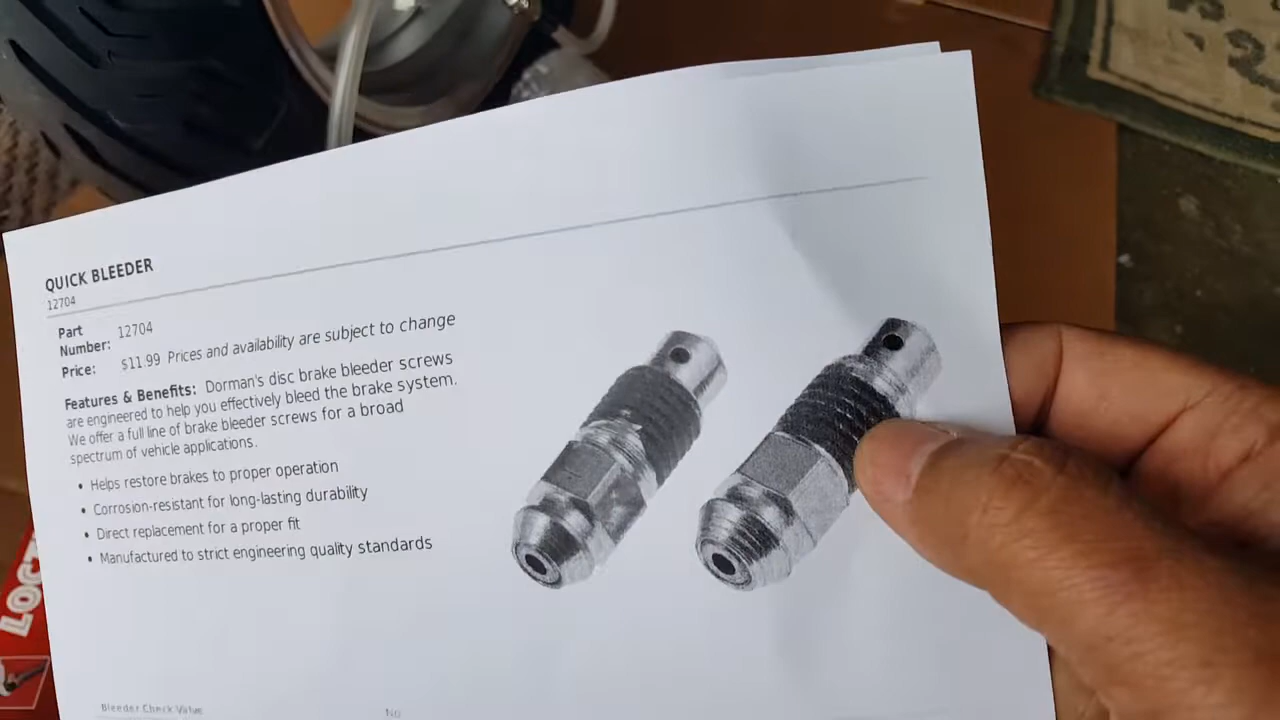 QUICK BLEEDER
12704
Part
Number: 12704
Price: $11.99 Prices and availability are subject to change
Features & Benefits: Dorman's disc brake bleeder screws
are engineered to help you effectively bleed the brake system.
We offer a full line of brake bleeder screws for a broad
spectrum of vehicle applications.
• Helps restore brakes to proper operation
• Corrosion-resistant for long-lasting durability
• Direct replacement for a proper fit
• Manufactured to strict engineering quality standards
Bleeder Check Valve No
LOCT